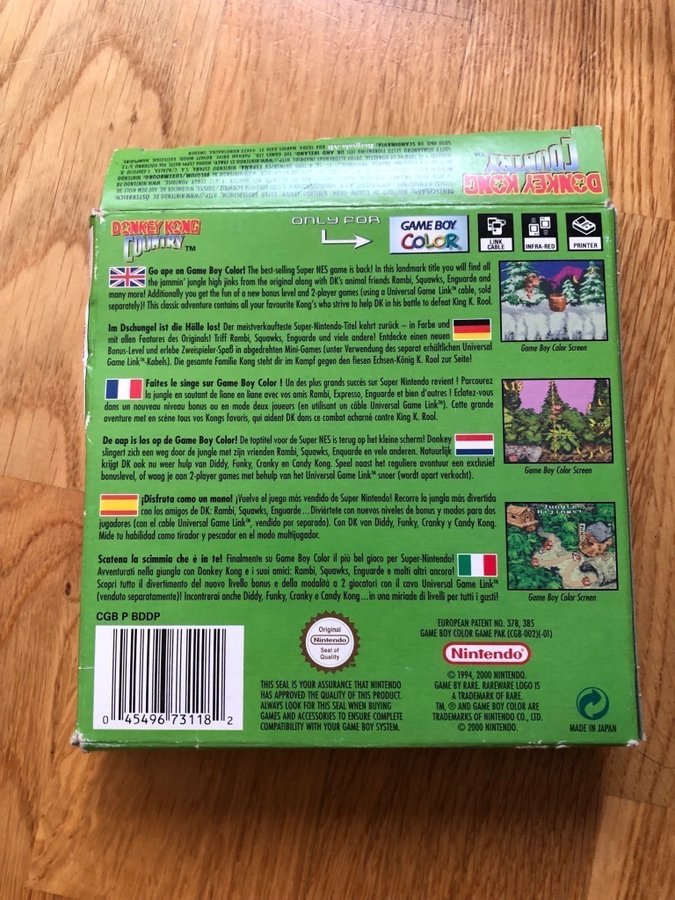 DONKEY KONG
COUNTRY ™
DONKEY KONG
COUNTRY™
ONLY FOR
GAME BOY
COLOR
LINK
CABLE
INFRA-RED
PRINTER
Go ape on Game Boy Color! The best-selling Super NES game is back! In this landmark title you will find all
the jammin' jungle high jinks from the original along with DK's animal friends Rambi, Squawks, Enguarde and
many more! Additionally you get the fun of a new bonus level and 2-player games (using a Universal Game Link™ cable, sold
separately)! This classic adventure contains all your favourite Kong's who strive to help DK in his battle to defeat King K. Rool.
Im Dschungel ist die Hölle los! Der meistverkaufteste Super-Nintendo-Titel kehrt zurück – in Farbe und
mit allen Features des Originals! Triff Rambi, Squawks, Enguarde und viele andere! Entdecke einen neuen
Bonus-Level und erlebe Zweispieler-Spaß in abgedrehten Mini-Games (unter Verwendung des separat erhältlichen Universal
Game Link™-Kabels). Die gesamte Familie Kong steht dir im Kampf gegen den fiesen Echsen-König K. Rool zur Seite!
Faites le singe sur Game Boy Color ! Un des plus grands succès sur Super Nintendo revient ! Parcourez
la jungle en sautant de liane en liane avec vos amis Rambi, Expresso, Enguarde et bien d'autres ! Eclatez-vous
dans un nouveau niveau bonus ou en mode deux joueurs (en utilisant un câble Universal Game Link™). Cette grande
aventure met en scène tous vos Kongs favoris, qui aident DK dans ce combat acharné contre King K. Rool.
De aap is los op de Game Boy Color! De toptitel voor de Super NES is terug op het kleine scherm! Donkey
slingert zich een weg door de jungle met zijn vrienden Rambi, Squawks, Enguarde en vele anderen. Natuurlijk
krijgt DK ook nu weer hulp van Diddy, Funky, Cranky en Candy Kong. Speel naast het reguliere avontuur een exclusief
bonuslevel, of waag je aan 2-player games met behulp van het Universal Game Link™ snoer (wordt apart verkocht).
¡Disfruta como un mono! ¡Vuelve el juego más vendido de Super Nintendo! Recorre la jungla más divertida
con los amigos de DK: Rambi, Squawks, Enguarde...Diviértete con nuevos niveles de bonus y modos para dos
jugadores (con el cable Universal Game Link™, vendido por separado). Con DK van Diddy, Funky, Cranky y Candy Kong.
Mide tu habilidad como tirador y pescador en el modo multijugador.
Scatena la scimmia che è in te! Finalmente su Game Boy Color il più bel gioco per Super-Nintendo!
Avventurati nella giungla con Donkey Kong e i suoi amici: Rambi, Squawks, Enguarde e molti altri ancora!
Scopri tutto il divertimento del nuovo livello bonus e della modalità a 2 giocatori con il cavo Universal Game Link™
(venduto separatamente)! Incontrerai anche Diddy, Funky, Cranky e Candy Kong...in una miriade di livelli per tutti i gusti!
Game Boy Color Screen
15
Game Boy Color Screen
Jungle
Game Boy Color Screen
CGB P BDDP
0 45496 73118 2
Original
Nintendo
Seal of
Quality
THIS SEAL IS YOUR ASSURANCE THAT NINTENDO
HAS APPROVED THE QUALITY OF THIS PRODUCT.
ALWAYS LOOK FOR THIS SEAL WHEN BUYING
GAMES AND ACCESSORIES TO ENSURE COMPLETE
COMPATIBILITY WITH YOUR GAME BOY SYSTEM.
EUROPEAN PATENT NO. 378, 385
GAME BOY COLOR GAME PAK (CGB-002)(-01)
Nintendo
© 1994, 2000 NINTENDO.
GAME BY RARE. RAREWARE LOGO IS
A TRADEMARK OF RARE.
TM, ® AND GAME BOY COLOR ARE
TRADEMARKS OF NINTENDO CO., LTD.
© 2000 NINTENDO.
MADE IN JAPAN